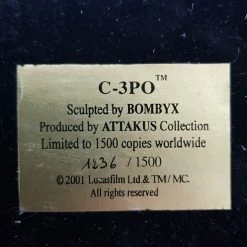 C-3PO™
Sculpted by BOMBYX
Produced by ATTAKUS Collection
Limited to 1500 copies worldwide
1236 / 1500
© 2001 Lucasfilm Ltd. & TM / MC.
All rights reserved